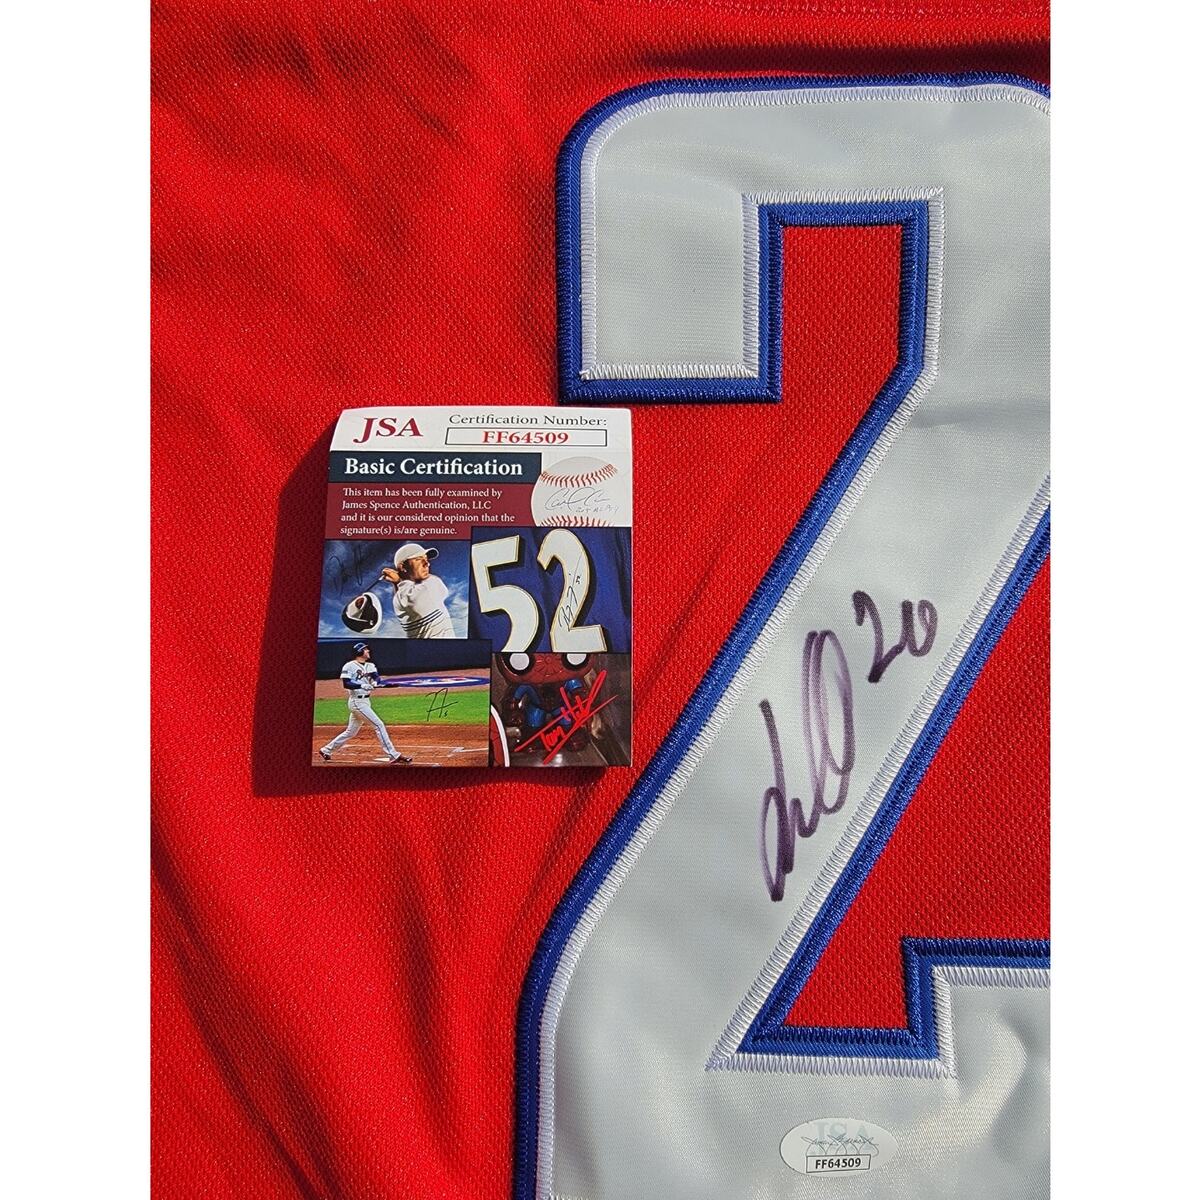 JSA
Certification Number:
FF64509
Basic Certification
This item has been fully examined by
James Spence Authentication, LLC
and it is our considered opinion that the
signature(s) is/are genuine.
52
2
20
JSA
FF64509